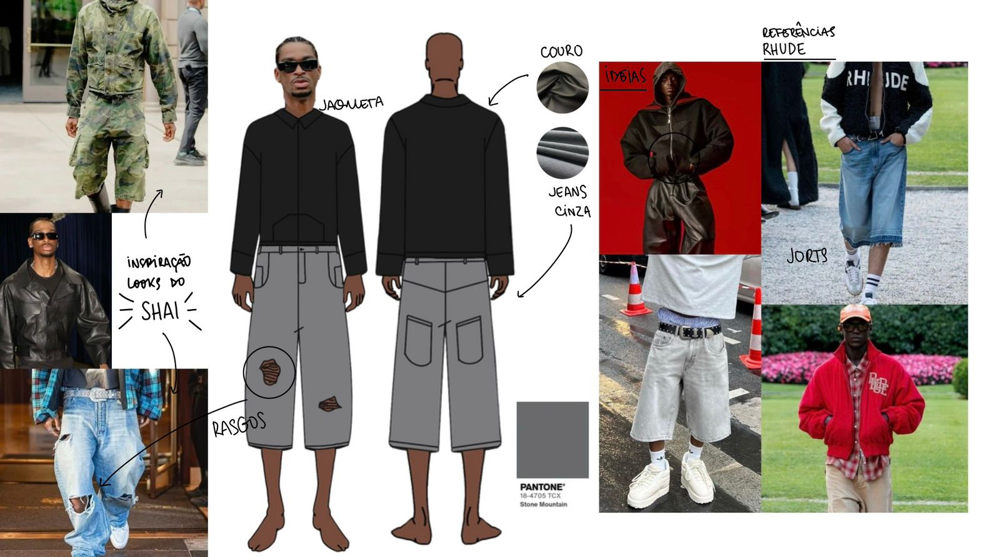 INSPIRAÇÃO
LOOKS DO
SHAI
RASGOS
JAQUETA
COURO
JEANS
CINZA
PANTONE®
18-4705 TCX
Stone Mountain
IDEIAS
REFERÊNCIAS
RHUDE
RHUDE
JORTS
RHUDE